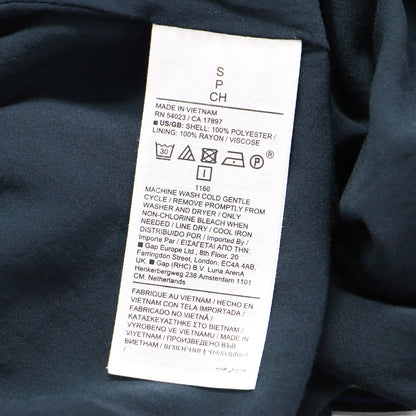 S
P
CH
MADE IN VIETNAM
RN 54023 / CA 17897
■ US/GB: SHELL: 100% POLYESTER /
LINING: 100% RAYON / VISCOSE
30 P ®
I
1166
MACHINE WASH COLD GENTLE
CYCLE / REMOVE PROMPTLY FROM
WASHER AND DRYER / ONLY
NON-CHLORINE BLEACH WHEN
NEEDED / LINE DRY / COOL IRON
DISTRIBUIDO POR / Imported By /
Importe Par / ΕΙΣΑΓΕΤΑΙ ΑΠΟ ΤΗΝ:
■ Gap Europe Ltd., 8th Floor, 20
Farringdon Street, London, EC4A 4AB,
UK. ■ Gap (RHC) B.V. Luna ArenA
Herikerbergweg 238 Amsterdam 1101
CM, NETHERLANDS.
FABRIQUE AU VIETNAM / HECHO EN
VIETNAM CON TELA IMPORTADA /
FABRICADO NO VIETNÃ /
ΚΑΤΑΣΚΕΥΑΣΤΗΚΕ ΣΤΟ ΒΙΕΤΝΑΜ /
VYROBENO VE VIETNAMU / MADE IN
VIYETNAM / ПРОИЗВЕДЕНО ВЪВ
ВИЕТНАМ /